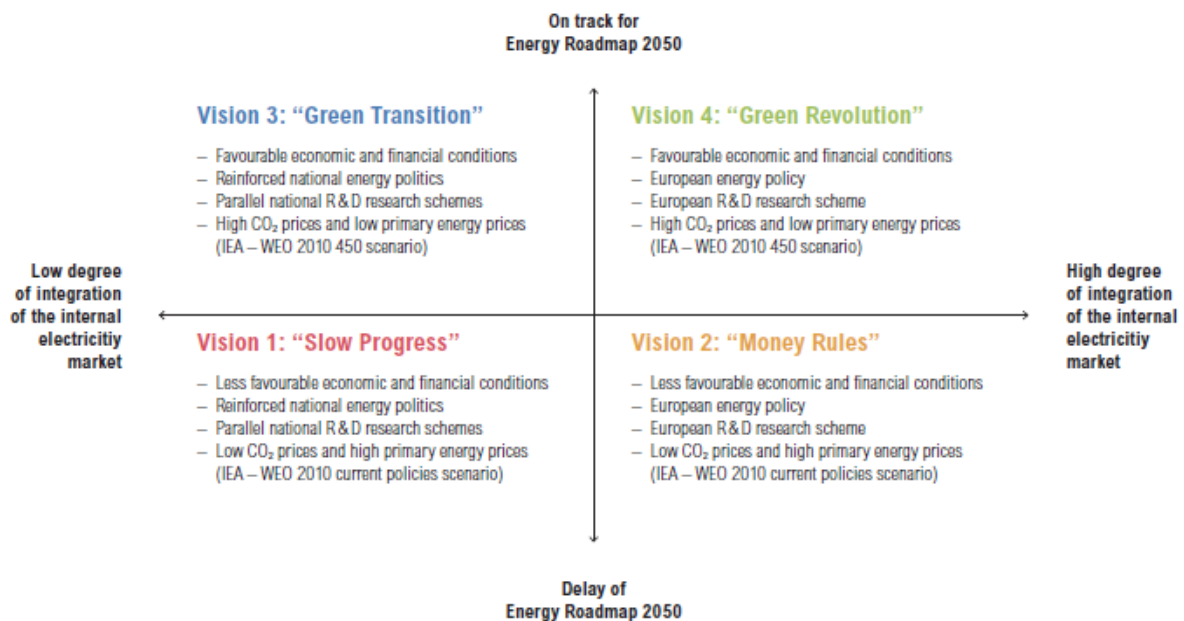 On track for
Energy Roadmap 2050
Vision 3: “Green Transition”
– Favourable economic and financial conditions
– Reinforced national energy politics
– Parallel national R&D research schemes
– High CO₂ prices and low primary energy prices
(IEA – WEO 2010 450 scenario)
Vision 4: “Green Revolution”
– Favourable economic and financial conditions
– European energy policy
– European R&D research scheme
– High CO₂ prices and low primary energy prices
(IEA – WEO 2010 450 scenario)
Low degree
of integration
of the internal
electricitiy
market
High degree
of integration
of the internal
electricitiy
market
Vision 1: “Slow Progress”
– Less favourable economic and financial conditions
– Reinforced national energy politics
– Parallel national R&D research schemes
– Low CO₂ prices and high primary energy prices
(IEA – WEO 2010 current policies scenario)
Vision 2: “Money Rules”
– Less favourable economic and financial conditions
– European energy policy
– European R&D research scheme
– Low CO₂ prices and high primary energy prices
(IEA – WEO 2010 current policies scenario)
Delay of
Energy Roadmap 2050